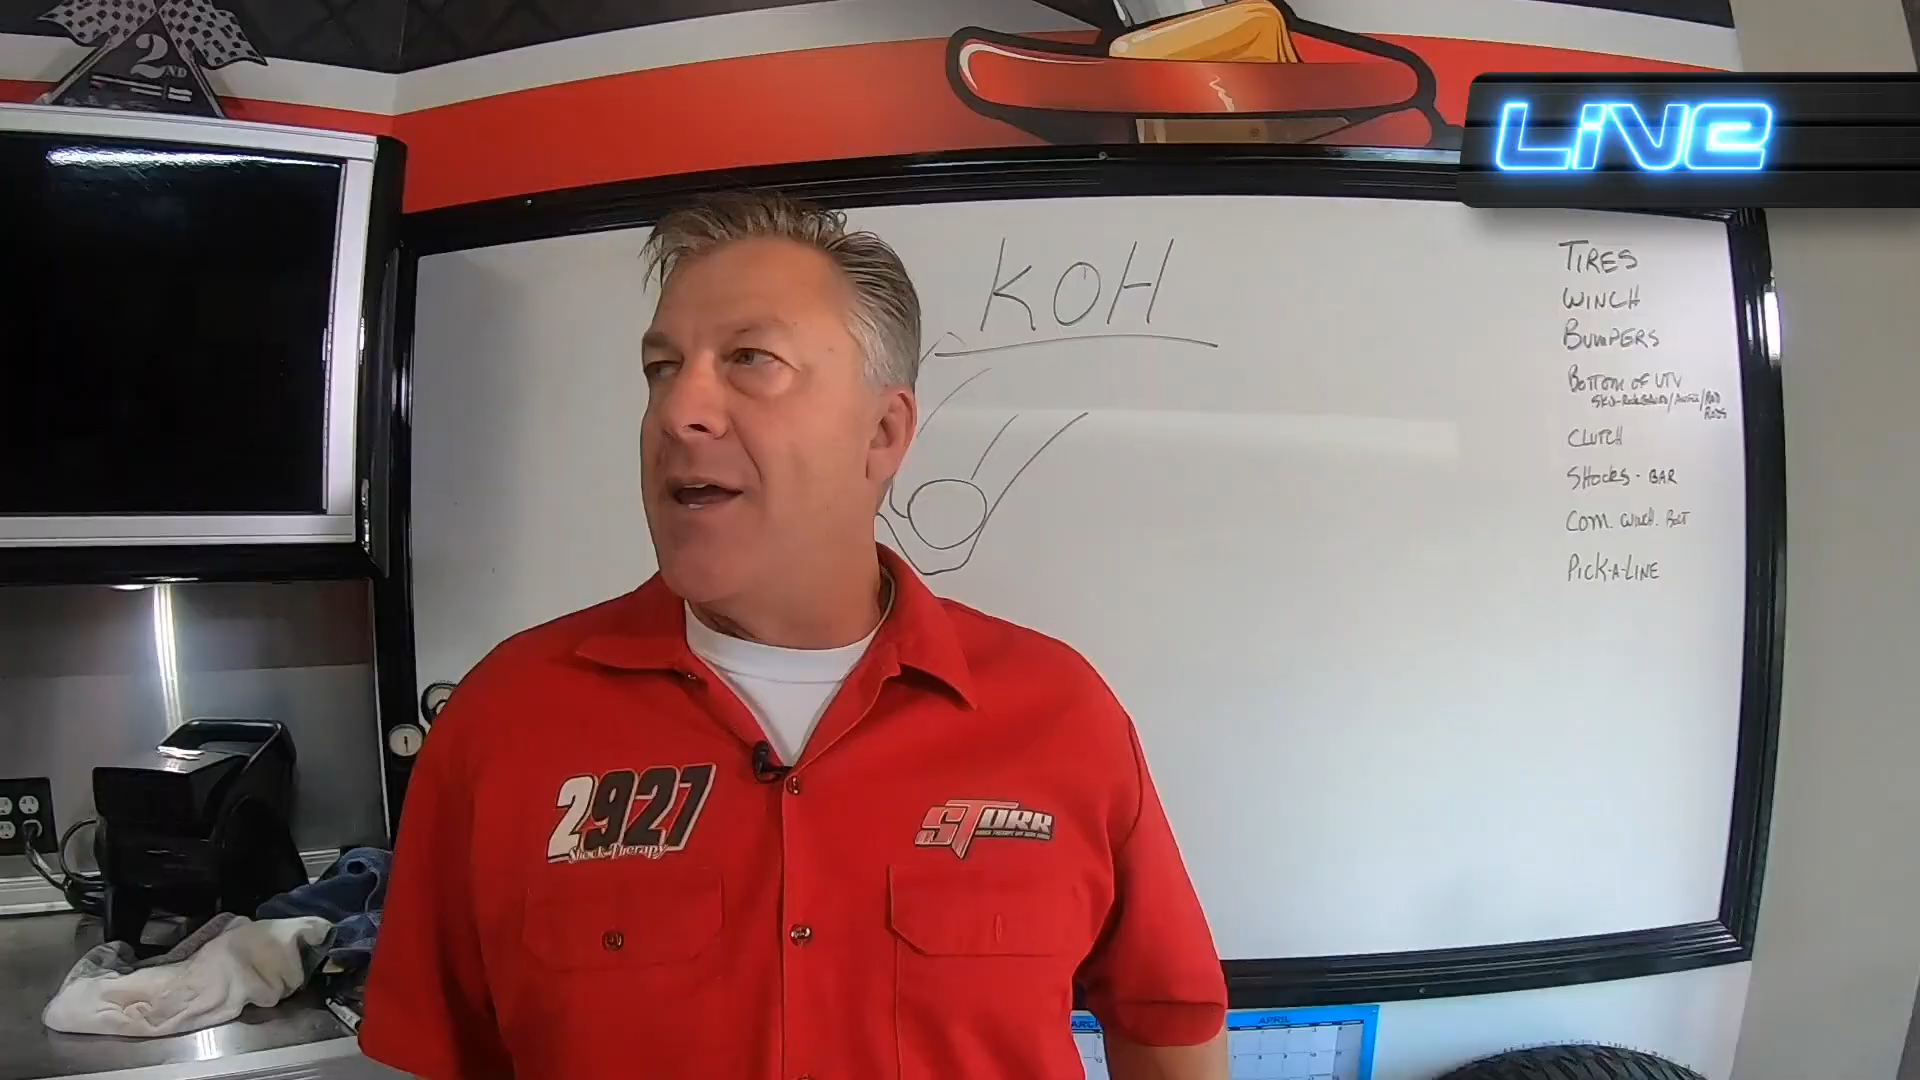 2ND
LIVE
KOH
TIRES
WINCH
BUMPERS
BOTTOM OF UTV
CLUTCH
SHOCKS - BAR
COM. WINCH. BOLT
PICK-A-LINE
2927
Shock-Therapy
STORR
APRIL